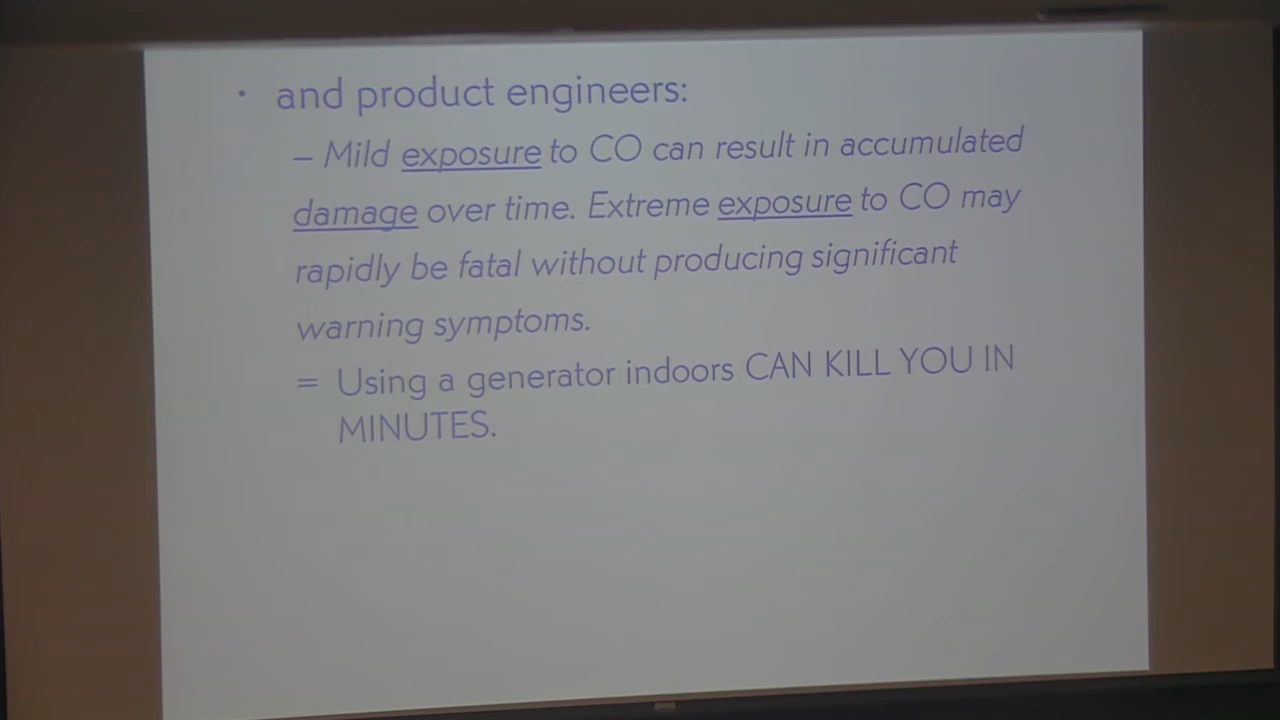 • and product engineers:
– Mild exposure to CO can result in accumulated
damage over time. Extreme exposure to CO may
rapidly be fatal without producing significant
warning symptoms.
= Using a generator indoors CAN KILL YOU IN
MINUTES.